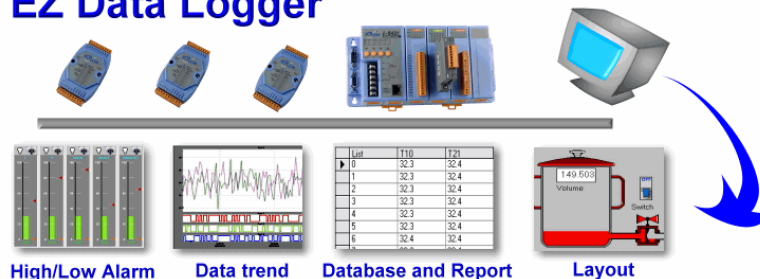 EZ Data Logger
List T10 T21
0 32.3 32.4
1 32.3 32.4
2 32.3 32.4
3 32.3 32.4
4 32.3 32.4
5 32.3 32.4
6 32.4 32.4
149.503
Volume
OFF
Switch
High/Low Alarm
Data trend
Database and Report
Layout